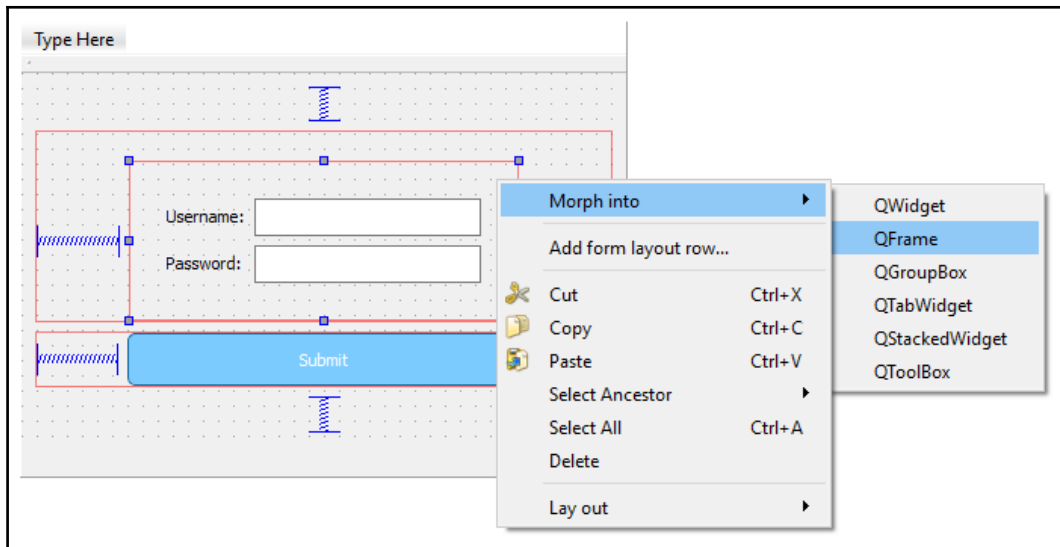 Type Here
Username:
Password:
Submit
Morph into
Add form layout row...
Cut Ctrl+X
Copy Ctrl+C
Paste Ctrl+V
Select Ancestor
Select All Ctrl+A
Delete
Lay out
QWidget
QFrame
QGroupBox
QTabWidget
QStackedWidget
QToolBox